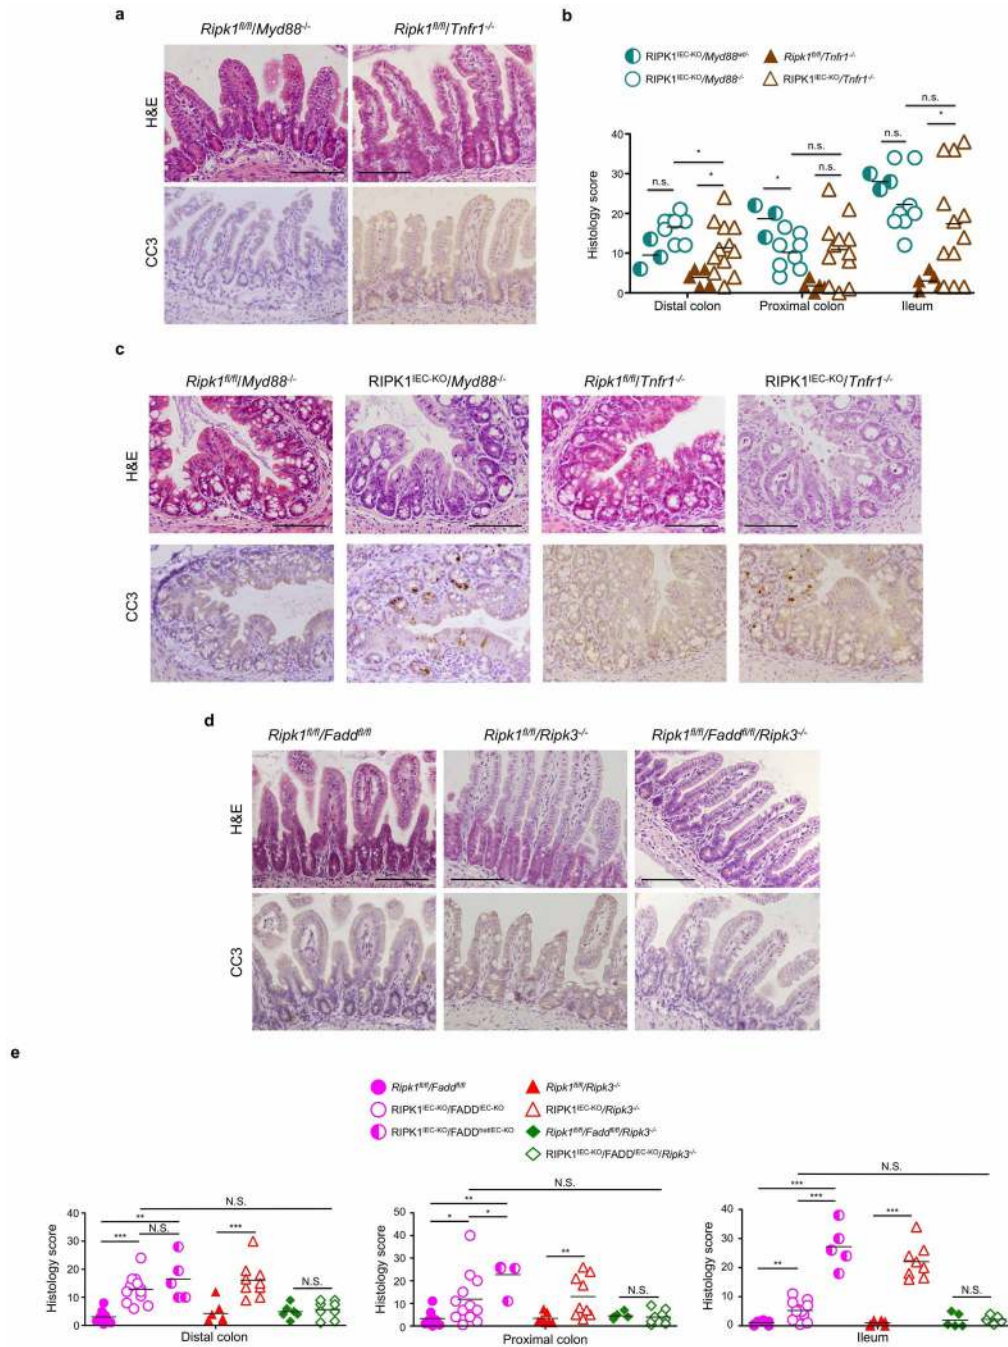 a
Ripk1fl/fl/Myd88-/- Ripk1fl/fl/Tnfr1-/-
H&E
CC3
b
RIPK1IEC-KO/Myd88wt/- Ripk1fl/fl/Tnfr1-/-
RIPK1IEC-KO/Myd88-/- RIPK1IEC-KO/Tnfr1-/-
n.s.
n.s. *
n.s.
* n.s.
n.s. * * n.s.
Histology score
40
30
20
10
0
Distal colon Proximal colon Ileum
c
Ripk1fl/fl/Myd88-/- RIPK1IEC-KO/Myd88-/- Ripk1fl/fl/Tnfr1-/- RIPK1IEC-KO/Tnfr1-/-
H&E
CC3
d
Ripk1fl/fl/Faddfl/fl Ripk1fl/fl/Ripk3-/- Ripk1fl/fl/Faddfl/fl/Ripk3-/-
H&E
CC3
e
Ripk1fl/fl/Faddfl/fl Ripk1fl/fl/Ripk3-/-
RIPK1IEC-KO/FADDIEC-KO RIPK1IEC-KO/Ripk3-/-
RIPK1IEC-KO/FADDhetIEC-KO Ripk1fl/fl/Faddfl/fl/Ripk3-/-
RIPK1IEC-KO/FADDIEC-KO/Ripk3-/-
N.S.
**
*** N.S. *** N.S.
Histology score
50
40
30
20
10
0
Distal colon
N.S.
**
* * ** N.S.
Histology score
50
40
30
20
10
0
Proximal colon
N.S.
***
***
** *** N.S.
Histology score
40
30
20
10
0
Ileum